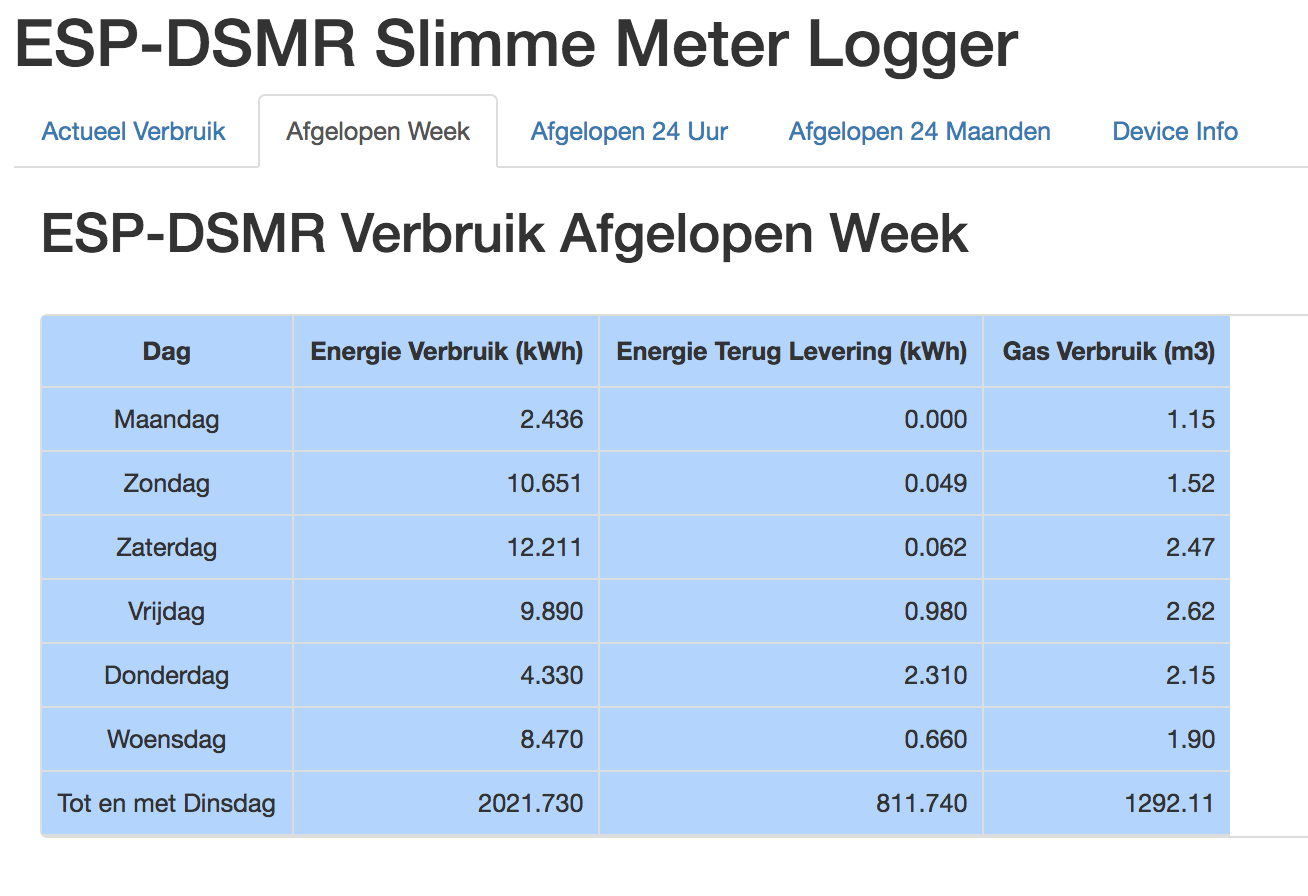 ESP-DSMR Slimme Meter Logger
Actueel Verbruik Afgelopen Week Afgelopen 24 Uur Afgelopen 24 Maanden Device Info
ESP-DSMR Verbruik Afgelopen Week
Dag Energie Verbruik (kWh) Energie Terug Levering (kWh) Gas Verbruik (m3)
Maandag 2.436 0.000 1.15
Zondag 10.651 0.049 1.52
Zaterdag 12.211 0.062 2.47
Vrijdag 9.890 0.980 2.62
Donderdag 4.330 2.310 2.15
Woensdag 8.470 0.660 1.90
Tot en met Dinsdag 2021.730 811.740 1292.11